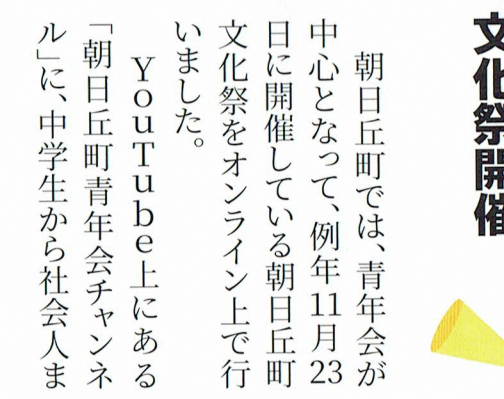 文化祭開催
朝日丘町では、青年会が
中心となって、例年11月23
日に開催している朝日丘町
文化祭をオンライン上で行
いました。
YouTube上にある
「朝日丘町青年会チャンネ
ル」に、中学生から社会人ま